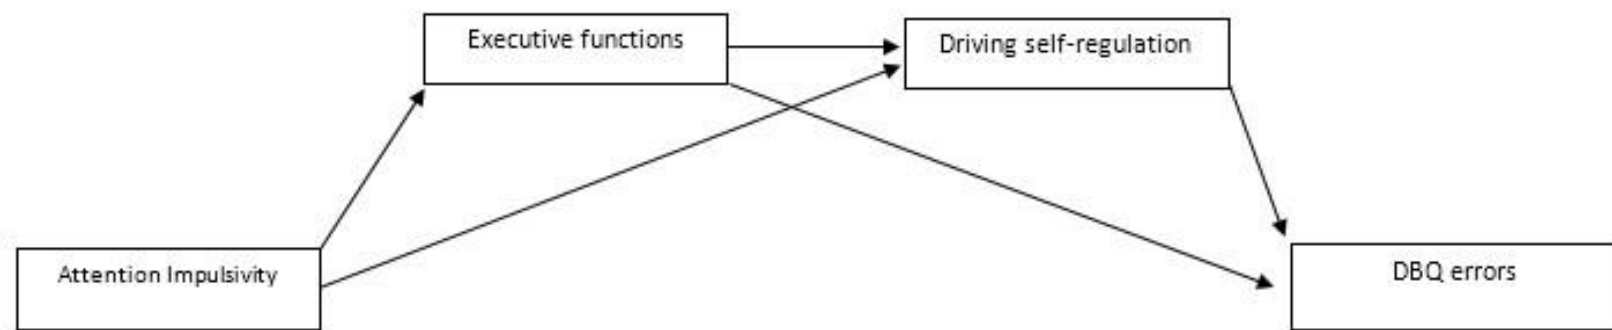 Executive functions
Driving self-regulation
Attention Impulsivity
DBQ errors